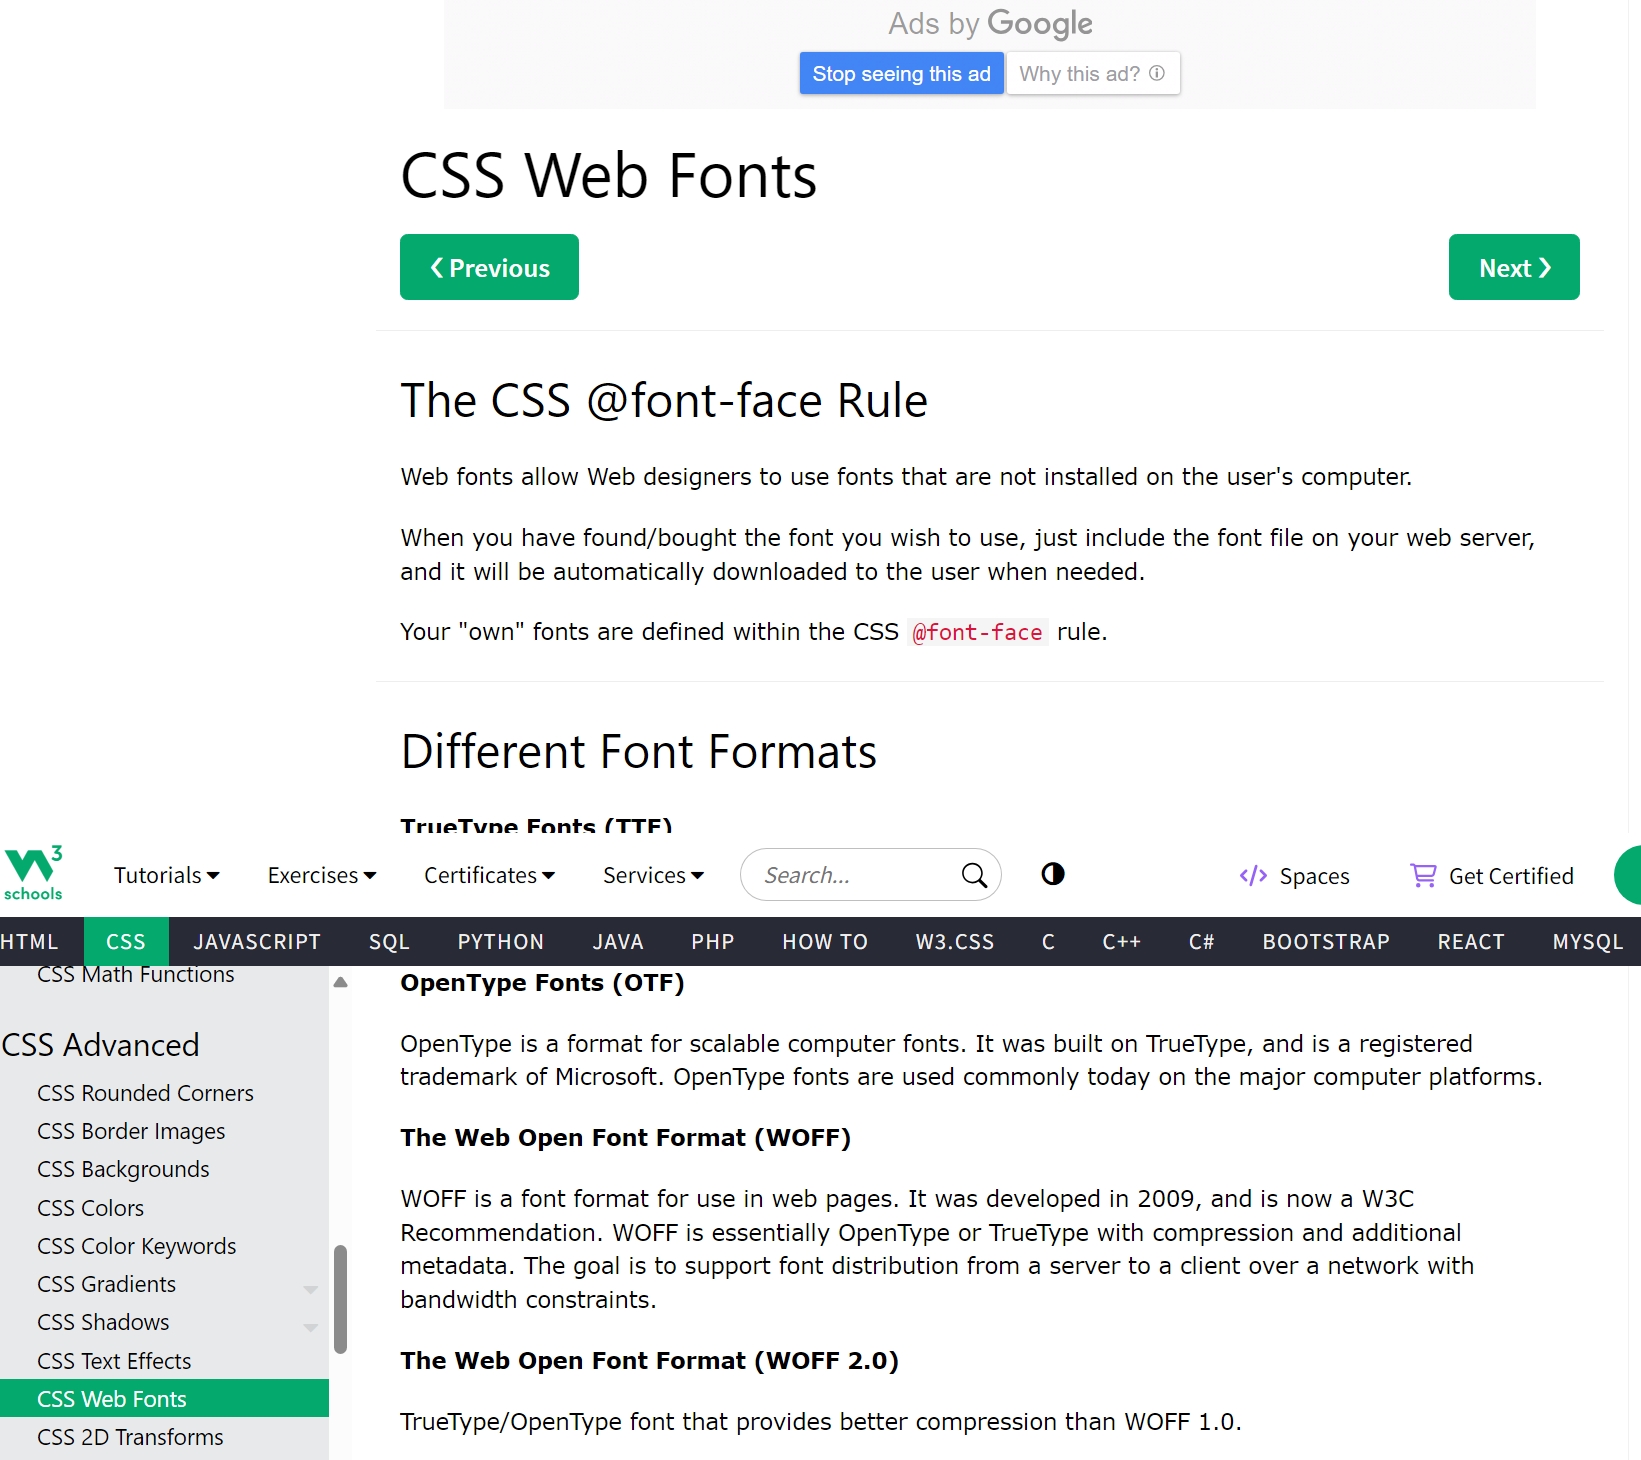 Ads by Google
Stop seeing this ad
Why this ad?
CSS Web Fonts
❮ Previous
Next ❯
The CSS @font-face Rule
Web fonts allow Web designers to use fonts that are not installed on the user's computer.
When you have found/bought the font you wish to use, just include the font file on your web server,
and it will be automatically downloaded to the user when needed.
Your "own" fonts are defined within the CSS @font-face rule.
Different Font Formats
TrueType Fonts (TTF)
W3 schools
Tutorials
Exercises
Certificates
Services
Search...
Spaces
Get Certified
HTML CSS JAVASCRIPT SQL PYTHON JAVA PHP HOW TO W3.CSS C C++ C# BOOTSTRAP REACT MYSQL
CSS Math Functions
CSS Advanced
CSS Rounded Corners
CSS Border Images
CSS Backgrounds
CSS Colors
CSS Color Keywords
CSS Gradients
CSS Shadows
CSS Text Effects
CSS Web Fonts
CSS 2D Transforms
OpenType Fonts (OTF)
OpenType is a format for scalable computer fonts. It was built on TrueType, and is a registered
trademark of Microsoft. OpenType fonts are used commonly today on the major computer platforms.
The Web Open Font Format (WOFF)
WOFF is a font format for use in web pages. It was developed in 2009, and is now a W3C
Recommendation. WOFF is essentially OpenType or TrueType with compression and additional
metadata. The goal is to support font distribution from a server to a client over a network with
bandwidth constraints.
The Web Open Font Format (WOFF 2.0)
TrueType/OpenType font that provides better compression than WOFF 1.0.